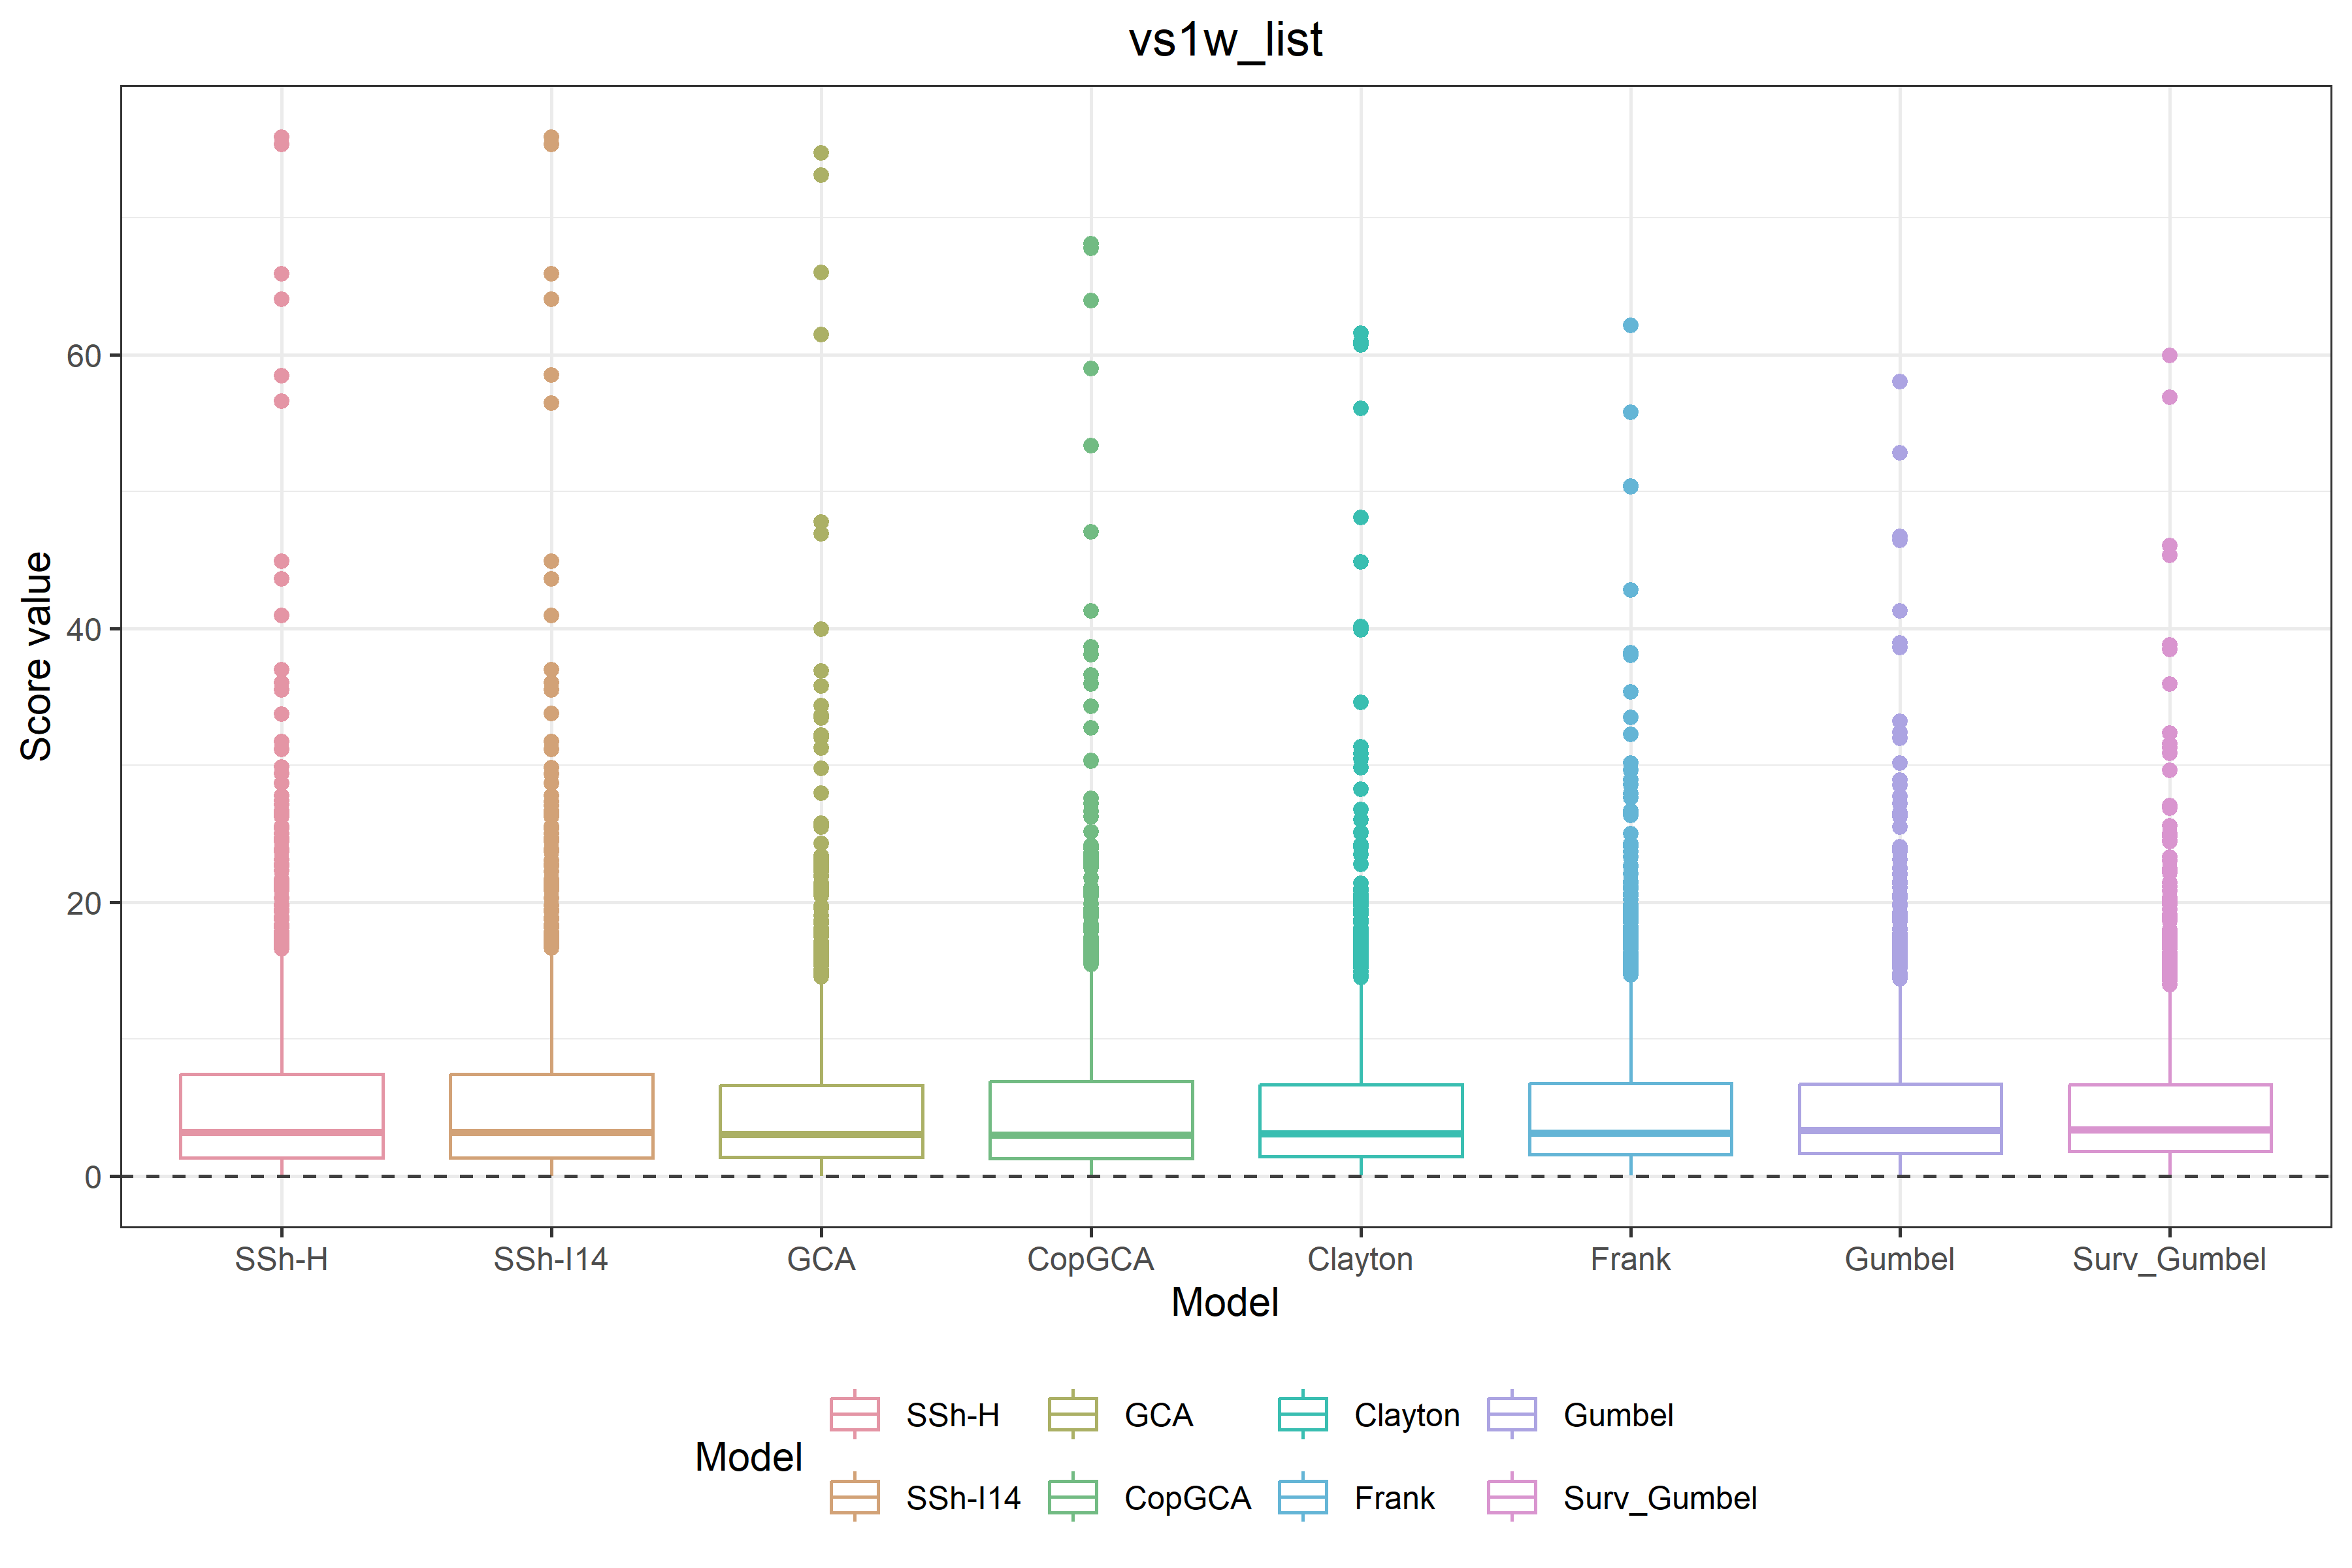 vs1w_list
Score value
60
40
20
0
SSh-H SSh-I14 GCA CopGCA Clayton Frank Gumbel Surv_Gumbel
Model
Model
SSh-H GCA Clayton Gumbel
SSh-I14 CopGCA Frank Surv_Gumbel